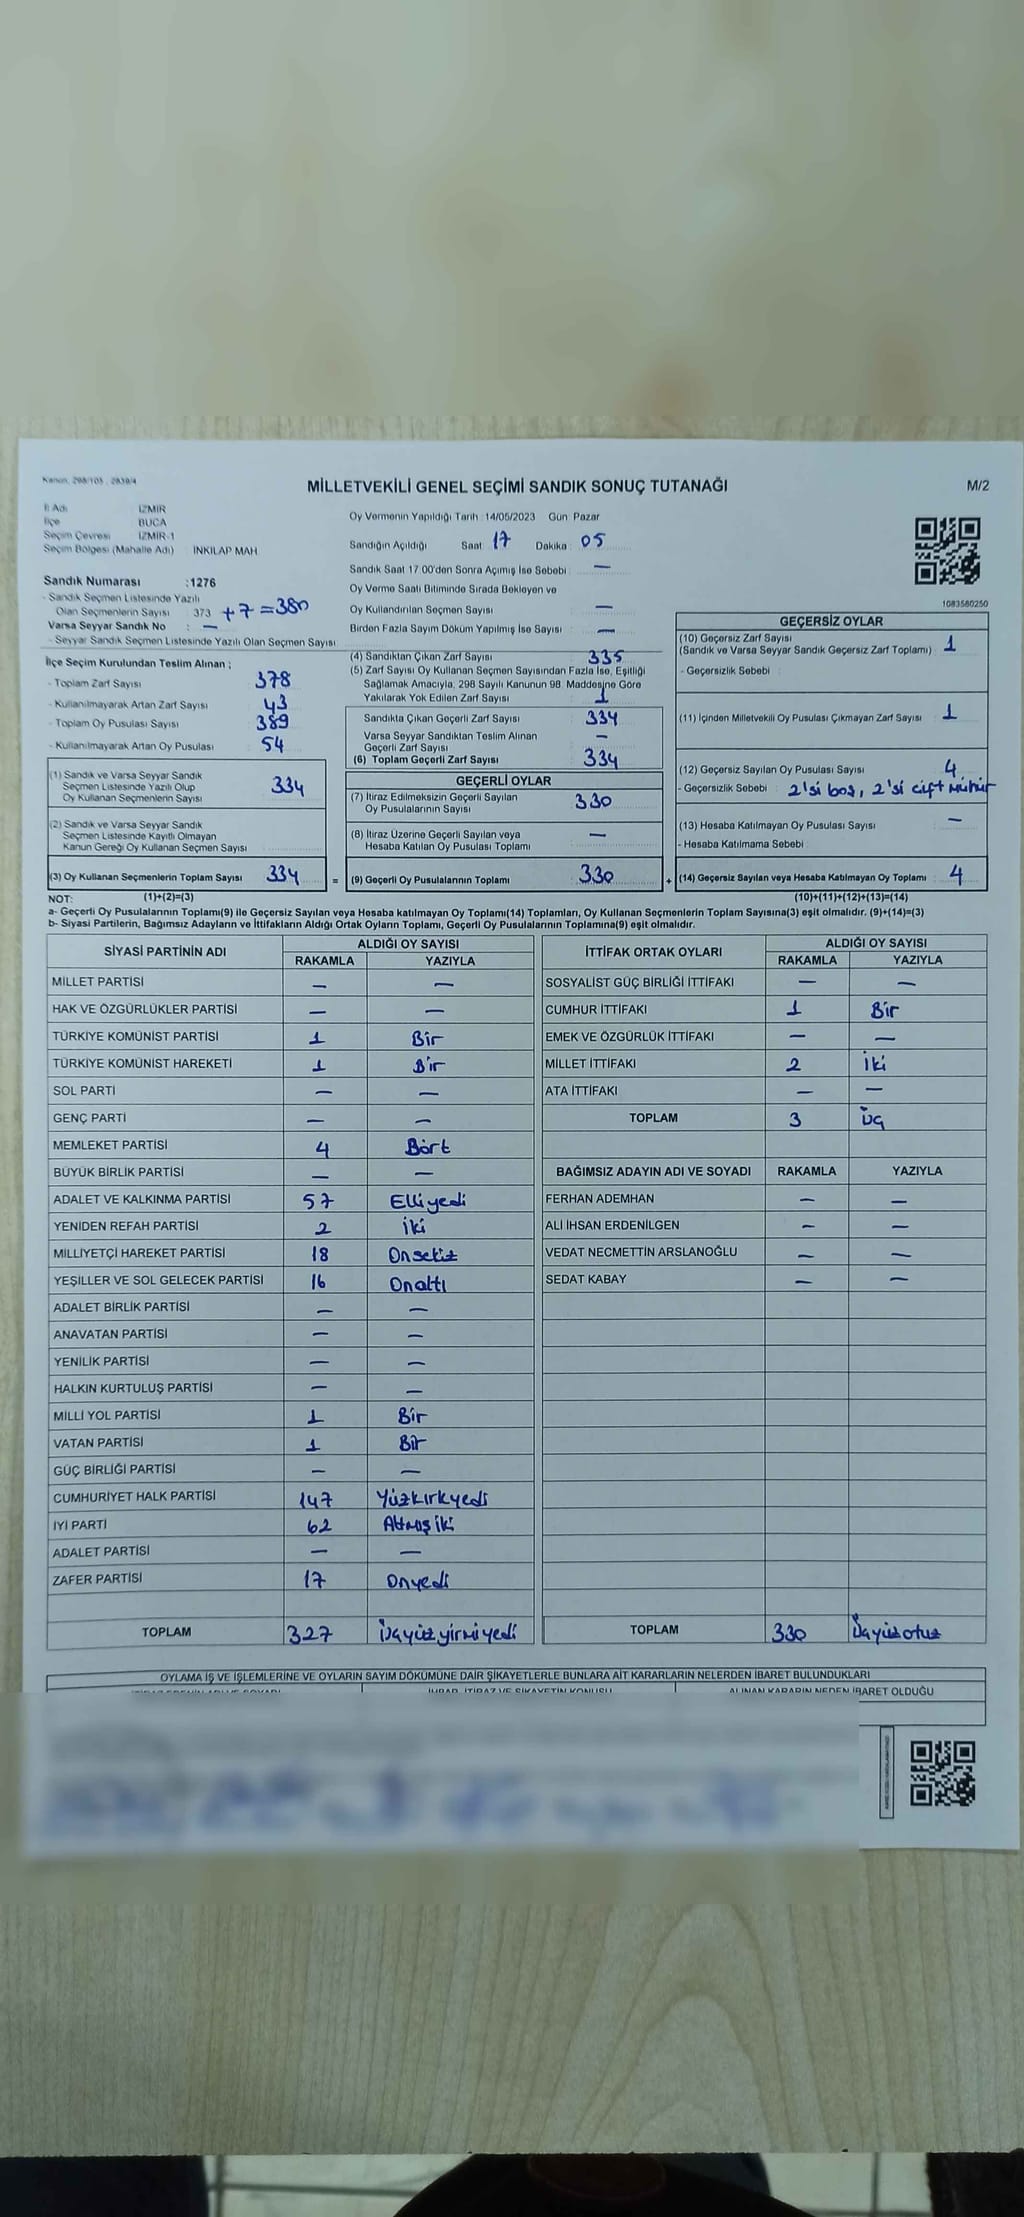 Kanun, 298/105 , 2839/4
MİLLETVEKİLİ GENEL SEÇİMİ SANDIK SONUÇ TUTANAĞI
M/2
İl Adı İZMİR
İlçe BUCA
Seçim Çevresi İZMİR-1
Seçim Bölgesi (Mahalle Adı) İNKILAP MAH
Sandık Numarası :1276
- Sandık Seçmen Listesinde Yazılı
Olan Seçmenlerin Sayısı : 373 +7=380
Varsa Seyyar Sandık No : —
- Seyyar Sandık Seçmen Listesinde Yazılı Olan Seçmen Sayısı
Oy Vermenin Yapıldığı Tarih :14/05/2023 Gün: Pazar
Sandığın Açıldığı Saat 17 Dakika : 05
Sandık Saat 17.00'den Sonra Açımış İse Sebebi : —
Oy Verme Saati Bitiminde Sırada Bekleyen ve
Oy Kullandırılan Seçmen Sayısı : —
Birden Fazla Sayım Döküm Yapılmış İse Sayısı : —
1083580250
İlçe Seçim Kurulundan Teslim Alınan ;
- Toplam Zarf Sayısı : 378
- Kullanılmayarak Artan Zarf Sayısı : 43
- Toplam Oy Pusulası Sayısı : 389
- Kullanılmayarak Artan Oy Pusulası : 54
(1) Sandık ve Varsa Seyyar Sandık
Seçmen Listesinde Yazılı Olup
Oy Kullanan Seçmenlerin Sayısı : 334
(2) Sandık ve Varsa Seyyar Sandık
Seçmen Listesinde Kayıtlı Olmayan
Kanun Gereği Oy Kullanan Seçmen Sayısı :
(3) Oy Kullanan Seçmenlerin Toplam Sayısı : 334
(4) Sandıktan Çıkan Zarf Sayısı : 335
(5) Zarf Sayısı Oy Kullanan Seçmen Sayısından Fazla İse, Eşitliği
Sağlamak Amacıyla, 298 Sayılı Kanunun 98. Maddesine Göre
Yakılarak Yok Edilen Zarf Sayısı : 1
Sandıkta Çıkan Geçerli Zarf Sayısı : 334
Varsa Seyyar Sandıktan Teslim Alınan
Geçerli Zarf Sayısı : —
(6) Toplam Geçerli Zarf Sayısı : 334
GEÇERLİ OYLAR
(7) İtiraz Edilmeksizin Geçerli Sayılan
Oy Pusulalarının Sayısı : 330
(8) İtiraz Üzerine Geçerli Sayılan veya
Hesaba Katılan Oy Pusulası Toplamı : —
= (9) Geçerli Oy Pusulalarının Toplamı : 330
GEÇERSİZ OYLAR
(10) Geçersiz Zarf Sayısı
(Sandık ve Varsa Seyyar Sandık Geçersiz Zarf Toplamı) : 1
- Geçersizlik Sebebi :
(11) İçinden Milletvekili Oy Pusulası Çıkmayan Zarf Sayısı : 1
(12) Geçersiz Sayılan Oy Pusulası Sayısı : 4
- Geçersizlik Sebebi : 2'si boş, 2'si çift mühür
(13) Hesaba Katılmayan Oy Pusulası Sayısı : —
- Hesaba Katılmama Sebebi :
+ (14) Geçersiz Sayılan veya Hesaba Katılmayan Oy Toplamı : 4
NOT: (1)+(2)=(3) (10)+(11)+(12)+(13)=(14)
a- Geçerli Oy Pusulalarının Toplamı(9) ile Geçersiz Sayılan veya Hesaba katılmayan Oy Toplamı(14) Toplamları, Oy Kullanan Seçmenlerin Toplam Sayısına(3) eşit olmalıdır. (9)+(14)=(3)
b- Siyasi Partilerin, Bağımsız Adayların ve İttifakların Aldığı Ortak Oyların Toplamı, Geçerli Oy Pusulalarının Toplamına(9) eşit olmalıdır.
SİYASİ PARTİNİN ADI ALDIĞI OY SAYISI
RAKAMLA YAZIYLA
MİLLET PARTİSİ — —
HAK VE ÖZGÜRLÜKLER PARTİSİ — —
TÜRKİYE KOMÜNİST PARTİSİ 1 Bir
TÜRKİYE KOMÜNİST HAREKETİ 1 Bir
SOL PARTİ — —
GENÇ PARTİ — —
MEMLEKET PARTİSİ 4 Dört
BÜYÜK BİRLİK PARTİSİ — —
ADALET VE KALKINMA PARTİSİ 57 Elliyedi
YENİDEN REFAH PARTİSİ 2 İki
MİLLİYETÇİ HAREKET PARTİSİ 18 Onsekiz
YEŞİLLER VE SOL GELECEK PARTİSİ 16 Onaltı
ADALET BİRLİK PARTİSİ — —
ANAVATAN PARTİSİ — —
YENİLİK PARTİSİ — —
HALKIN KURTULUŞ PARTİSİ — —
MİLLİ YOL PARTİSİ 1 Bir
VATAN PARTİSİ 1 Bir
GÜÇ BİRLİĞİ PARTİSİ — —
CUMHURİYET HALK PARTİSİ 147 Yüzkırkyedi
İYİ PARTİ 62 Altmışiki
ADALET PARTİSİ — —
ZAFER PARTİSİ 17 Onyedi
TOPLAM 327 Üçyüzyirmiyedi
İTTİFAK ORTAK OYLARI ALDIĞI OY SAYISI
RAKAMLA YAZIYLA
SOSYALİST GÜÇ BİRLİĞİ İTTİFAKI — —
CUMHUR İTTİFAKI 1 Bir
EMEK VE ÖZGÜRLÜK İTTİFAKI — —
MİLLET İTTİFAKI 2 İki
ATA İTTİFAKI — —
TOPLAM 3 Üç
BAĞIMSIZ ADAYIN ADI VE SOYADI RAKAMLA YAZIYLA
FERHAN ADEMHAN — —
ALİ İHSAN ERDENİLGEN — —
VEDAT NECMETTİN ARSLANOĞLU — —
SEDAT KABAY — —
TOPLAM 330 Üçyüzotuz
OYLAMA İŞ VE İŞLEMLERİNE VE OYLARIN SAYIM DÖKÜMÜNE DAİR ŞİKAYETLERLE BUNLARA AİT KARARLARIN NELERDEN İBARET BULUNDUKLARI
İHBAR, İTİRAZ VE ŞİKAYETİN KONUSU ALINAN KARARIN NEDEN İBARET OLDUĞU